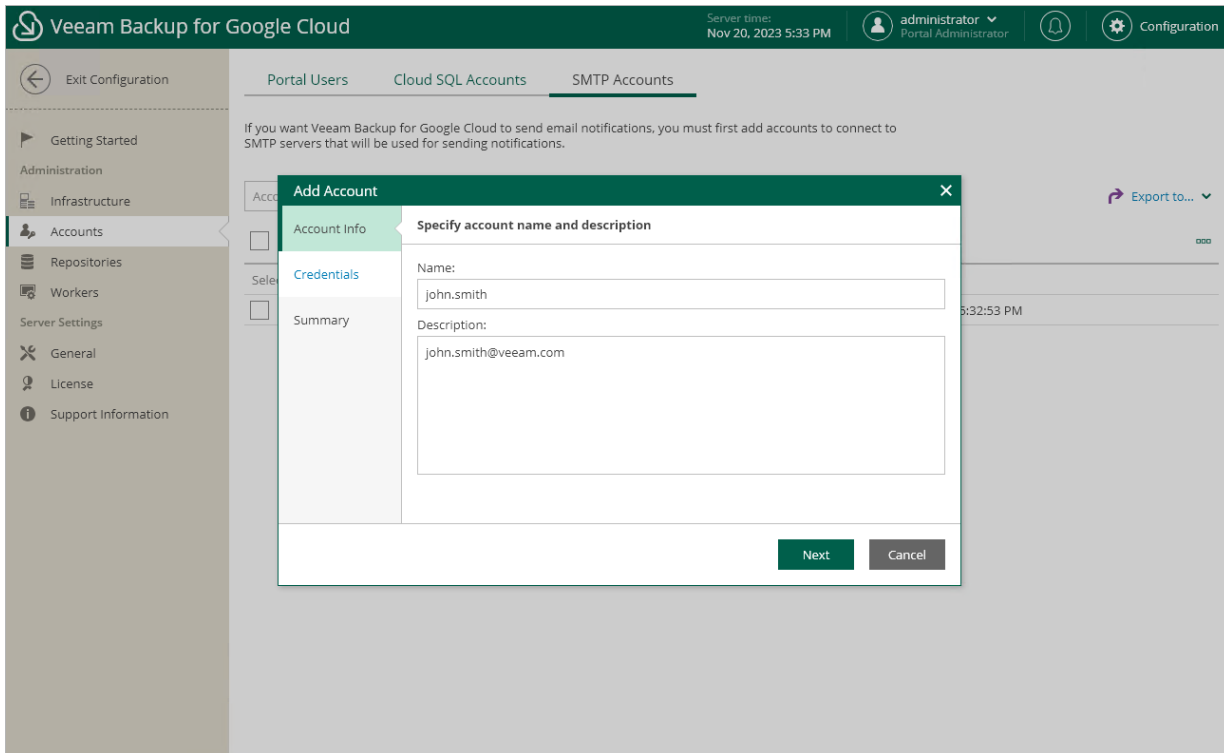 Veeam Backup for Google Cloud
Server time:
Nov 20, 2023 5:33 PM
administrator
Portal Administrator
Configuration
Exit Configuration
Getting Started
Administration
Infrastructure
Accounts
Repositories
Workers
Server Settings
General
License
Support Information
Portal Users
Cloud SQL Accounts
SMTP Accounts
If you want Veeam Backup for Google Cloud to send email notifications, you must first add accounts to connect to
SMTP servers that will be used for sending notifications.
Export to...
:32:53 PM
Add Account
Account Info
Credentials
Summary
Specify account name and description
Name:
john.smith
Description:
john.smith@veeam.com
Next
Cancel